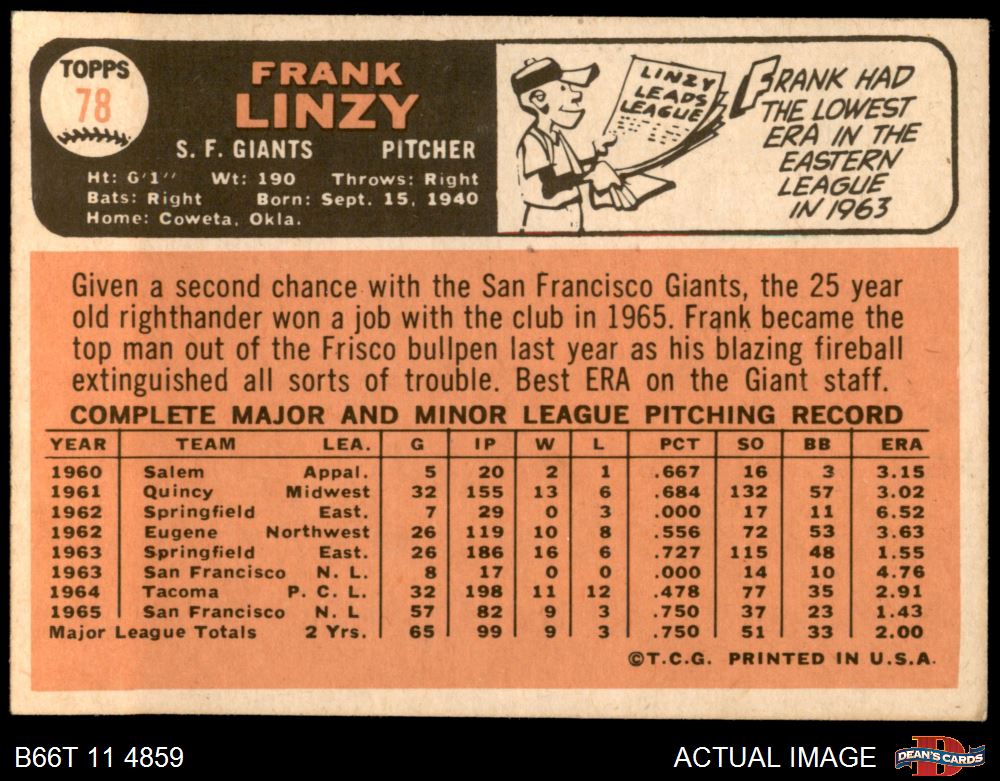 TOPPS
78
FRANK
LINZY
S. F. GIANTS PITCHER
Ht: 6'1" Wt: 190 Throws: Right
Bats: Right Born: Sept. 15, 1940
Home: Coweta, Okla.
LINZY
LEADS
LEAGUE
FRANK HAD
THE LOWEST
ERA IN THE
EASTERN
LEAGUE
IN 1963
Given a second chance with the San Francisco Giants, the 25 year
old righthander won a job with the club in 1965. Frank became the
top man out of the Frisco bullpen last year as his blazing fireball
extinguished all sorts of trouble. Best ERA on the Giant staff.
COMPLETE MAJOR AND MINOR LEAGUE PITCHING RECORD
YEAR TEAM LEA. G IP W L PCT SO BB ERA
1960 Salem Appal. 5 20 2 1 .667 16 3 3.15
1961 Quincy Midwest 32 155 13 6 .684 132 57 3.02
1962 Springfield East. 7 29 0 3 .000 17 11 6.52
1962 Eugene Northwest 26 119 10 8 .556 72 53 3.63
1963 Springfield East. 26 186 16 6 .727 115 48 1.55
1963 San Francisco N. L. 8 17 0 0 .000 14 10 4.76
1964 Tacoma P. C. L. 32 198 11 12 .478 77 35 2.91
1965 San Francisco N. L 57 82 9 3 .750 37 23 1.43
Major League Totals 2 Yrs. 65 99 9 3 .750 51 33 2.00
©T.C.G. PRINTED IN U.S.A.
B66T 11 4859 ACTUAL IMAGE DEAN'S CARDS